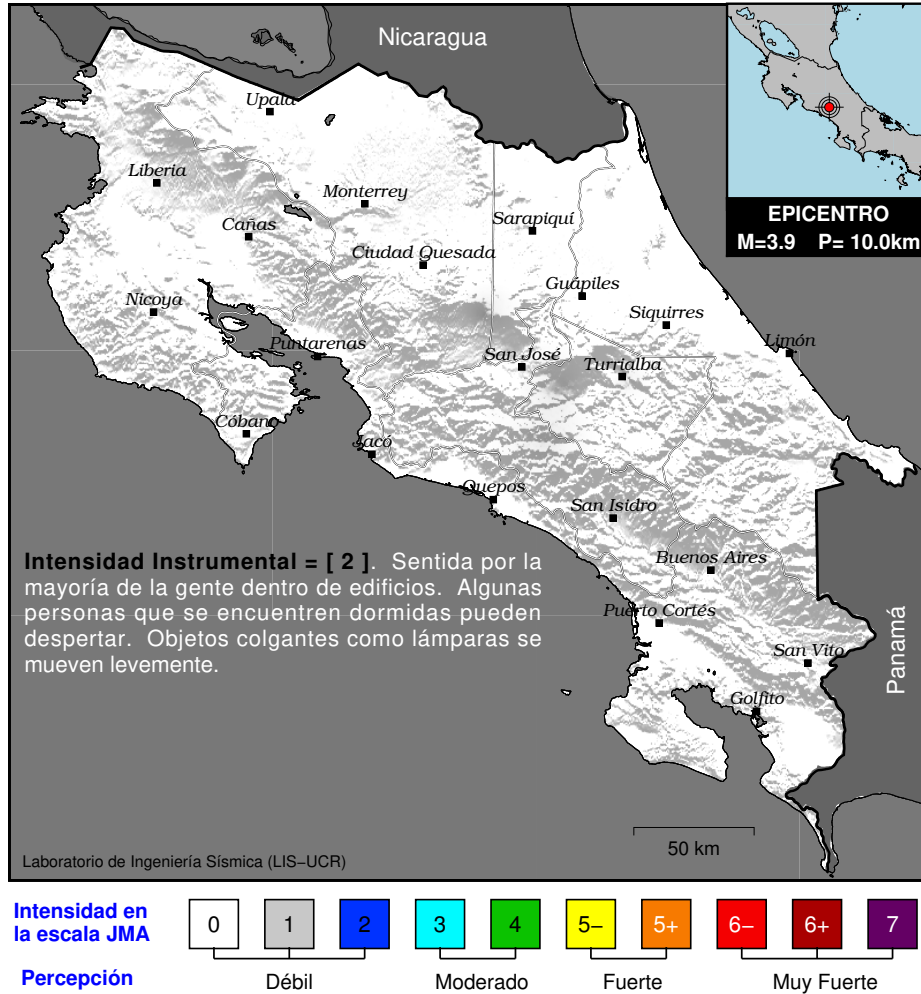 Nicaragua
Upala
Liberia
Monterrey
Cañas
Sarapiquí
Ciudad Quesada
Guápiles
Nicoya
Siquirres
Puntarenas
San José
Limón
Turrialba
Cóbano
Jacó
Quepos
San Isidro
Buenos Aires
Puerto Cortés
San Vito
Golfito
Panamá
EPICENTRO
M=3.9 P= 10.0km
Intensidad Instrumental = [ 2 ]. Sentida por la
mayoría de la gente dentro de edificios. Algunas
personas que se encuentren dormidas pueden
despertar. Objetos colgantes como lámparas se
mueven levemente.
50 km
Laboratorio de Ingeniería Sísmica (LIS−UCR)
Intensidad en
la escala JMA
0 1 2 3 4 5− 5+ 6− 6+ 7
Percepción
Débil Moderado Fuerte Muy Fuerte